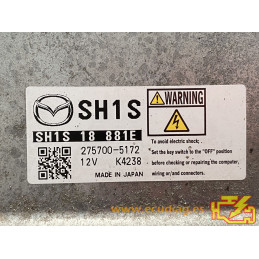 SH1S
SH1S 18 881E
275700-5172
12V K4238
MADE IN JAPAN
WARNING
To avoid electric shock;
* Set the key switch to the "OFF" position
before checking or repairing the computer,
wiring or/and connectors.